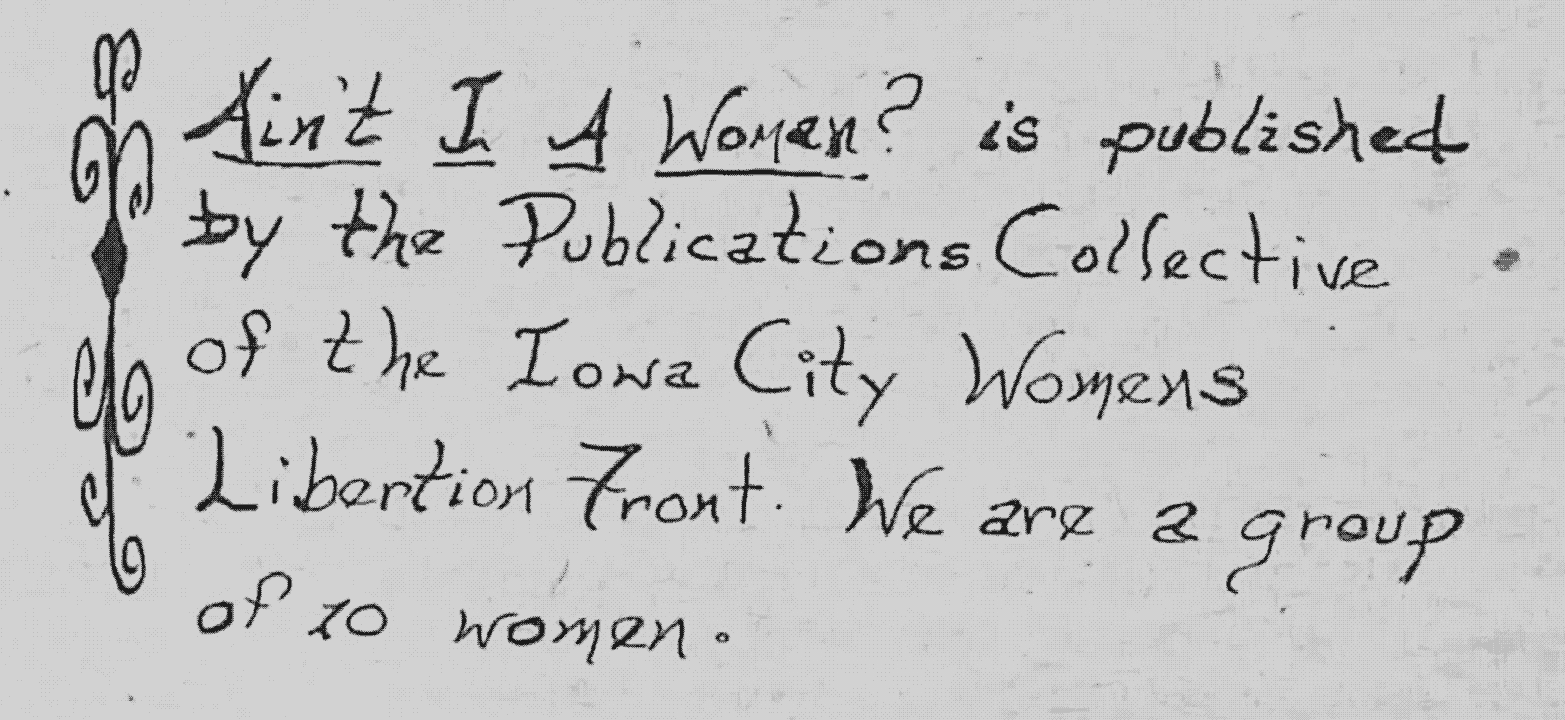 Ain't I A Woman? is published
by the Publications Collective
of the Iowa City Womens
Libertion Front. We are a group
of 10 women.